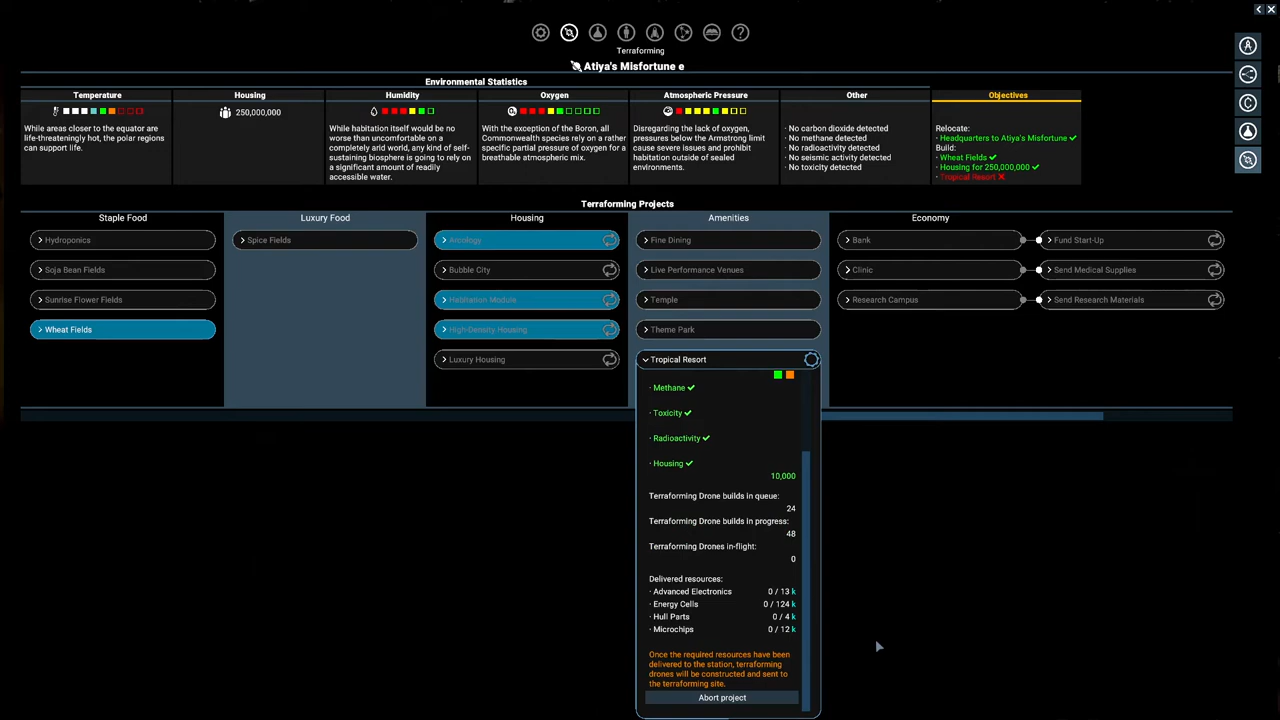 Terraforming
Atiya's Misfortune e
Environmental Statistics
Temperature
While areas closer to the equator are
life-threateningly hot, the polar regions
can support life.
Housing
250,000,000
Humidity
While habitation itself would be no
worse than uncomfortable on a
completely arid world, any kind of self-
sustaining biosphere is going to rely on
a significant amount of readily
accessible water.
Oxygen
With the exception of the Boron, all
Commonwealth species rely on a rather
specific partial pressure of oxygen for a
breathable atmospheric mix.
Atmospheric Pressure
Disregarding the lack of oxygen,
pressures below the Armstrong limit
cause severe issues and prohibit
habitation outside of sealed
environments.
Other
· No carbon dioxide detected
· No methane detected
· No radioactivity detected
· No seismic activity detected
· No toxicity detected
Objectives
Relocate:
· Headquarters to Atiya's Misfortune ✓
Build:
· Wheat Fields ✓
· Housing for 250,000,000 ✓
· Tropical Resort ✗
Terraforming Projects
Staple Food
Hydroponics
Soja Bean Fields
Sunrise Flower Fields
Wheat Fields
Luxury Food
Spice Fields
Housing
Arcology
Bubble City
Habitation Module
High-Density Housing
Luxury Housing
Amenities
Fine Dining
Live Performance Venues
Temple
Theme Park
Tropical Resort
· Methane ✓
· Toxicity ✓
· Radioactivity ✓
· Housing ✓
10,000
Terraforming Drone builds in queue:
24
Terraforming Drone builds in progress:
48
Terraforming Drones in-flight:
0
Delivered resources:
· Advanced Electronics 0 / 13 k
· Energy Cells 0 / 124 k
· Hull Parts 0 / 4 k
· Microchips 0 / 12 k
Once the required resources have been
delivered to the station, terraforming
drones will be constructed and sent to
the terraforming site.
Abort project
Economy
Bank
Fund Start-Up
Clinic
Send Medical Supplies
Research Campus
Send Research Materials